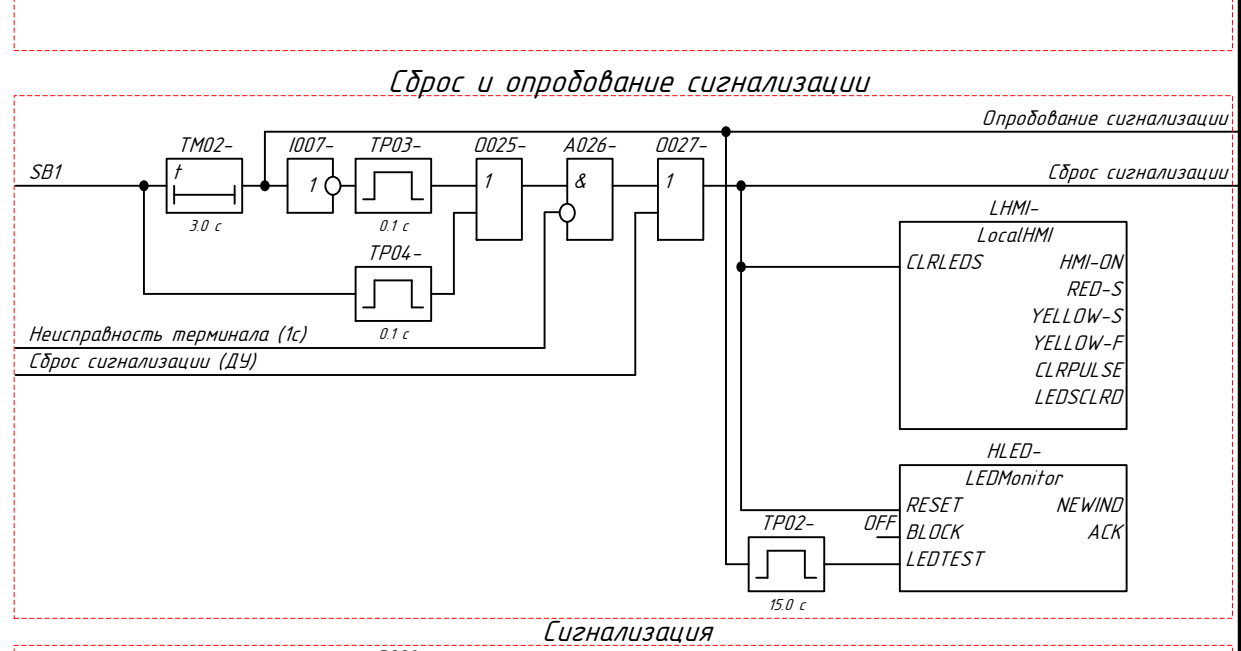 Сброс и опробование сигнализации
Опробование сигнализации
TM02- I007- TP03- O025- A026- O027-
SB1 t 1 1 & 1 Сброс сигнализации
3.0 с 0.1 с
LHMI-
LocalHMI
TP04-
CLRLEDS HMI-ON
RED-S
YELLOW-S
0.1 с
Неисправность терминала (1с)
YELLOW-F
Сброс сигнализации (ДУ)
CLRPULSE
LEDSCLRD
HLED-
LEDMonitor
RESET NEWIND
TP02- OFF BLOCK ACK
LEDTEST
15.0 с
Сигнализация